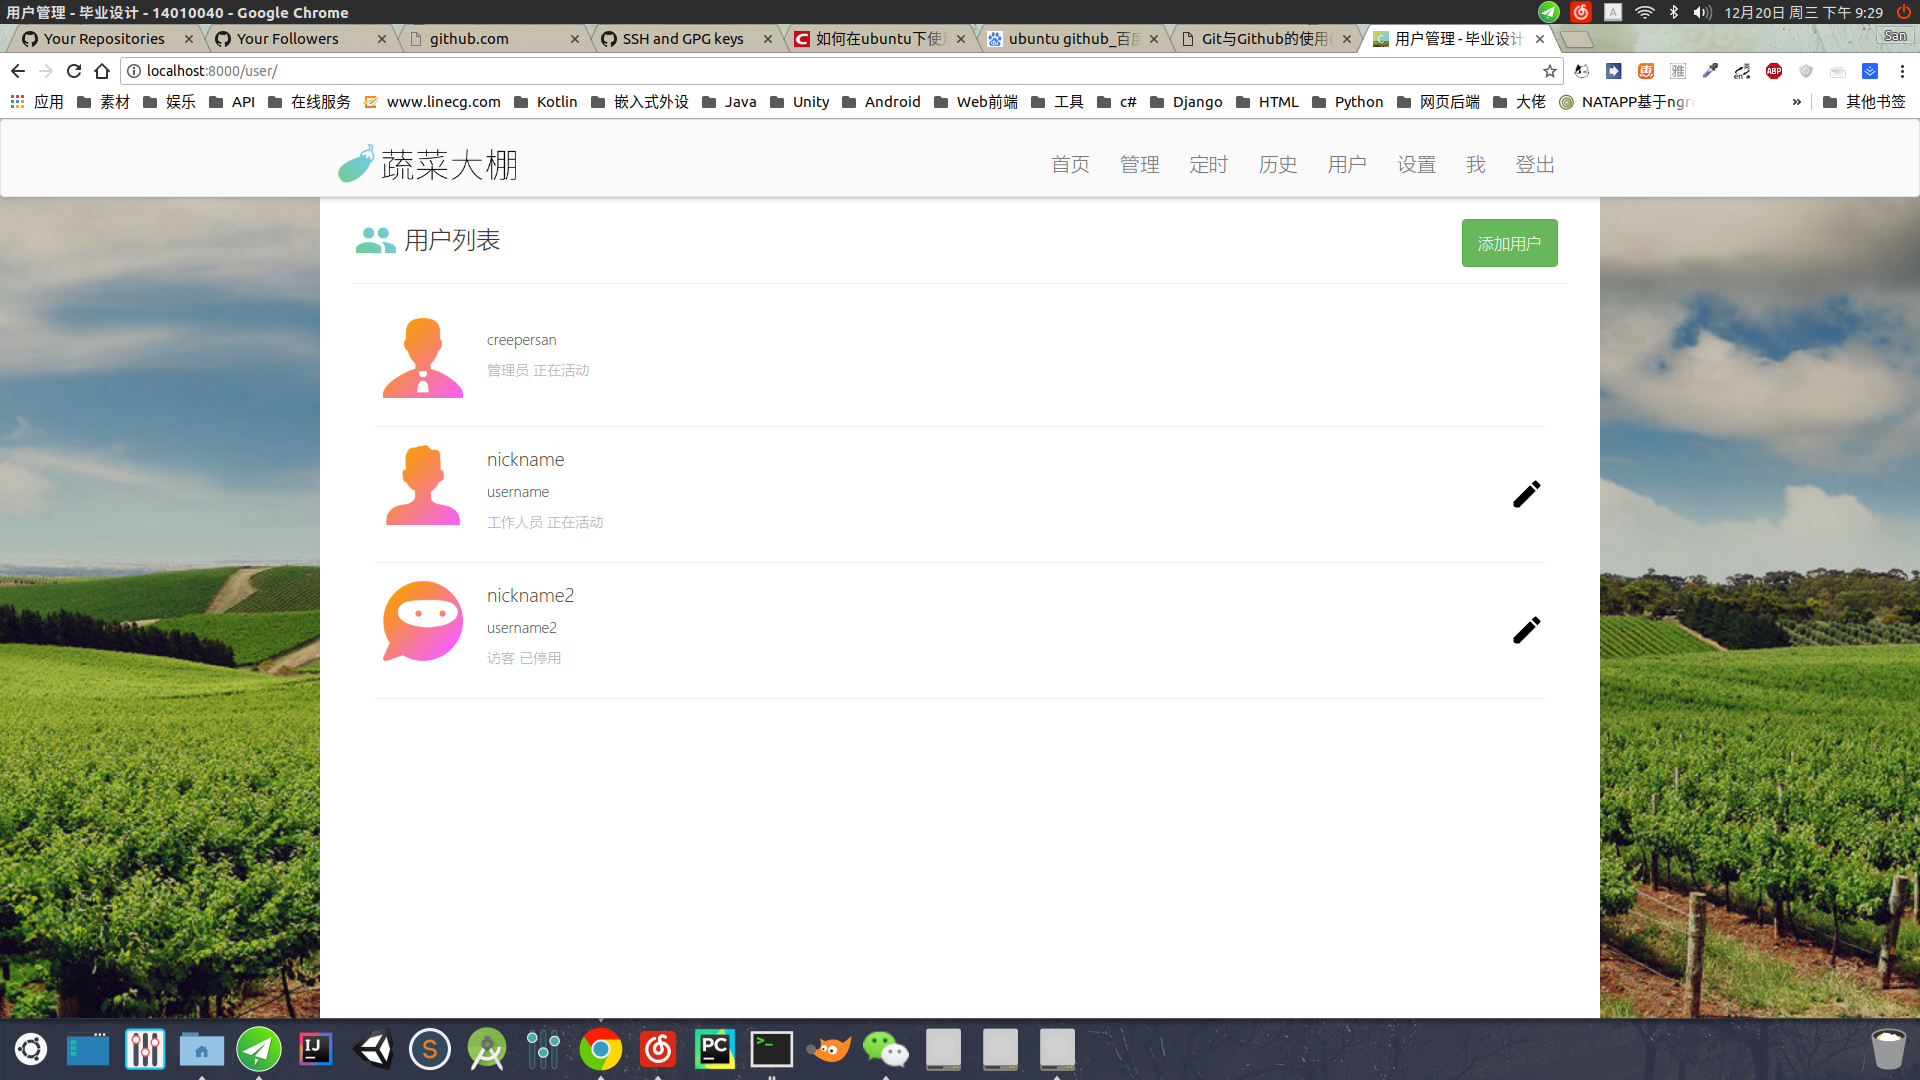 用户管理 - 毕业设计 - 14010040 - Google Chrome
12月20日 周三 下午 9:29
Your Repositories
Your Followers
github.com
SSH and GPG keys
如何在ubuntu下使
ubuntu github_百
Git与Github的使用
用户管理 - 毕业设计
San
localhost:8000/user/
应用
素材
娱乐
API
在线服务
www.linecg.com
Kotlin
嵌入式外设
Java
Unity
Android
Web前端
工具
c#
Django
HTML
Python
网页后端
大佬
NATAPP基于ngr
»
其他书签
蔬菜大棚
首页
管理
定时
历史
用户
设置
我
登出
用户列表
添加用户
creepersan
管理员 正在活动
nickname
username
工作人员 正在活动
nickname2
username2
访客 已停用